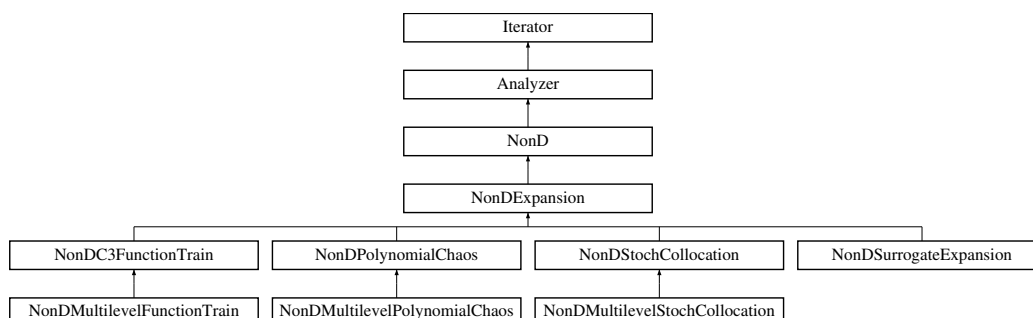 Iterator
Analyzer
NonD
NonDExpansion
NonDC3FunctionTrain NonDPolynomialChaos NonDStochCollocation NonDSurrogateExpansion
NonDMultilevelFunctionTrain NonDMultilevelPolynomialChaos NonDMultilevelStochCollocation